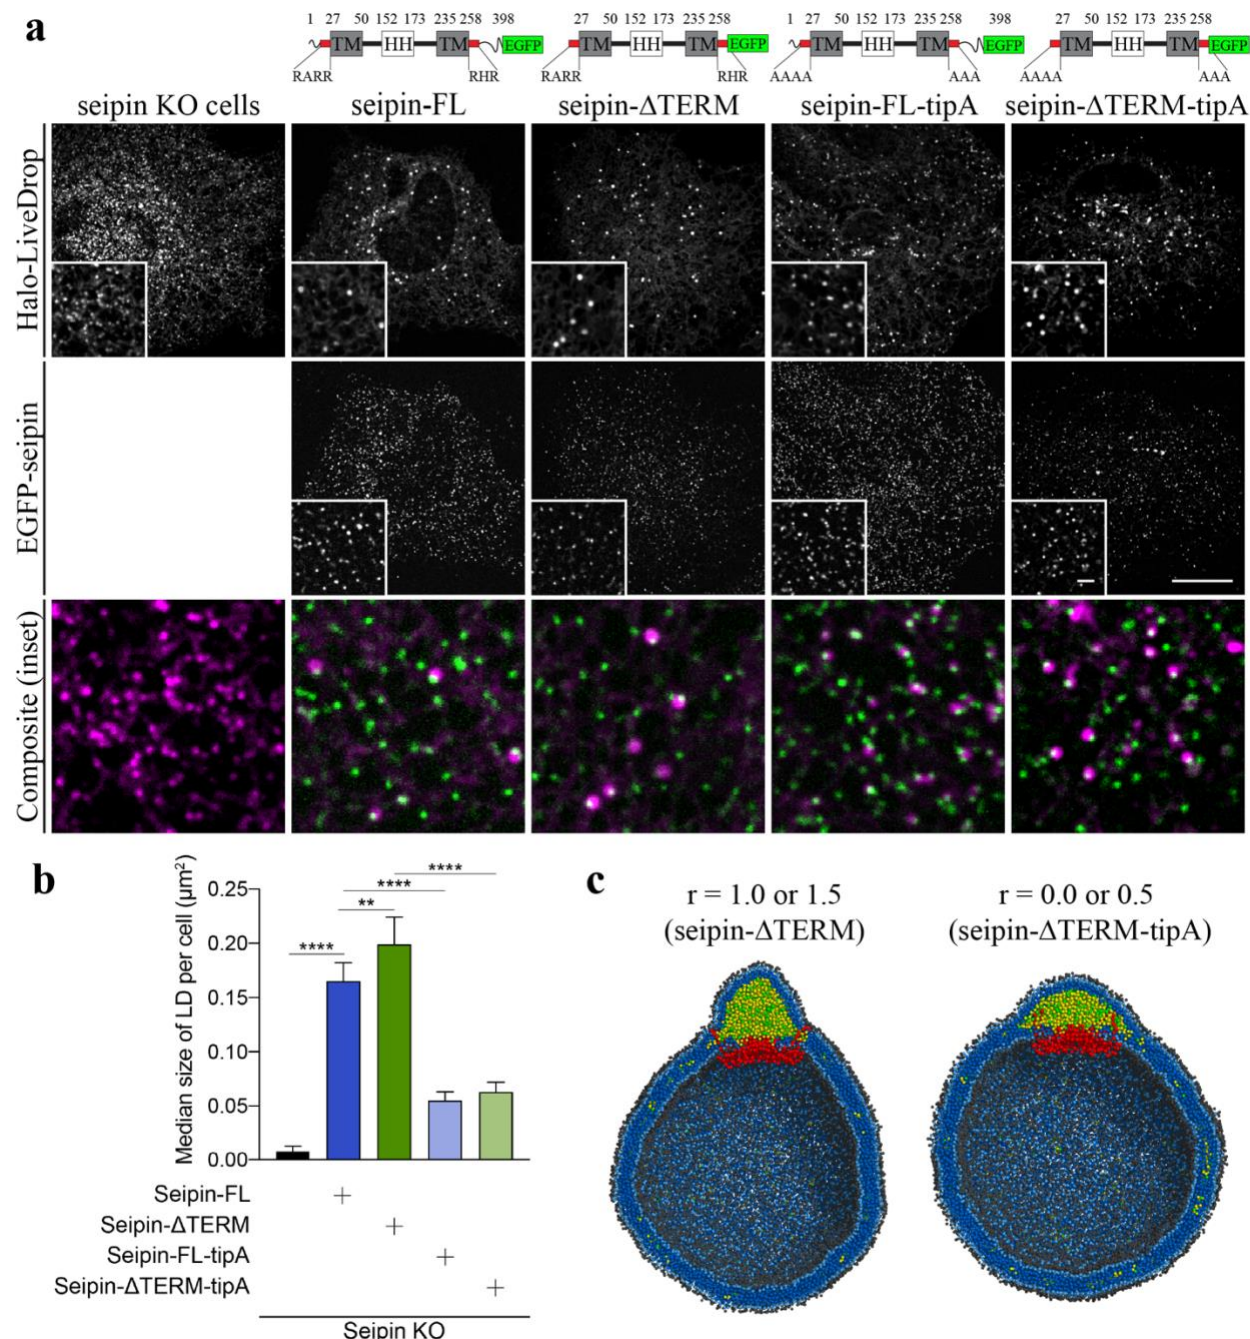 a
1 27 50 152 173 235 258 398
TM HH TM EGFP
RARR RHR
27 50 152 173 235 258
TM HH TM EGFP
RARR RHR
1 27 50 152 173 235 258 398
TM HH TM EGFP
AAAA AAA
27 50 152 173 235 258
TM HH TM EGFP
AAAA AAA
seipin KO cells seipin-FL seipin-ΔTERM seipin-FL-tipA seipin-ΔTERM-tipA
Halo-LiveDrop
EGFP-seipin
Composite (inset)
b
Median size of LD per cell (μm²)
0.25
0.20
0.15
0.10
0.05
0.00
****
****
**
****
Seipin-FL +
Seipin-ΔTERM +
Seipin-FL-tipA +
Seipin-ΔTERM-tipA +
Seipin KO
c
r = 1.0 or 1.5
(seipin-ΔTERM)
r = 0.0 or 0.5
(seipin-ΔTERM-tipA)